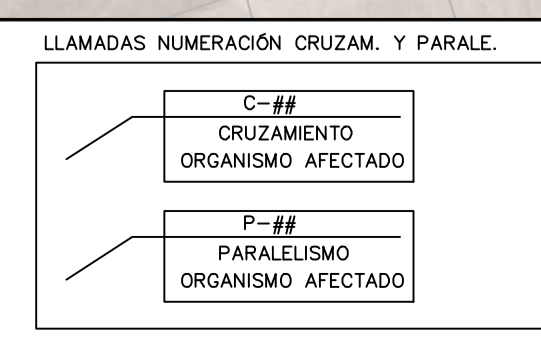 LLAMADAS NUMERACIÓN CRUZAM. Y PARALE.
C-##
CRUZAMIENTO
ORGANISMO AFECTADO
P-##
PARALELISMO
ORGANISMO AFECTADO